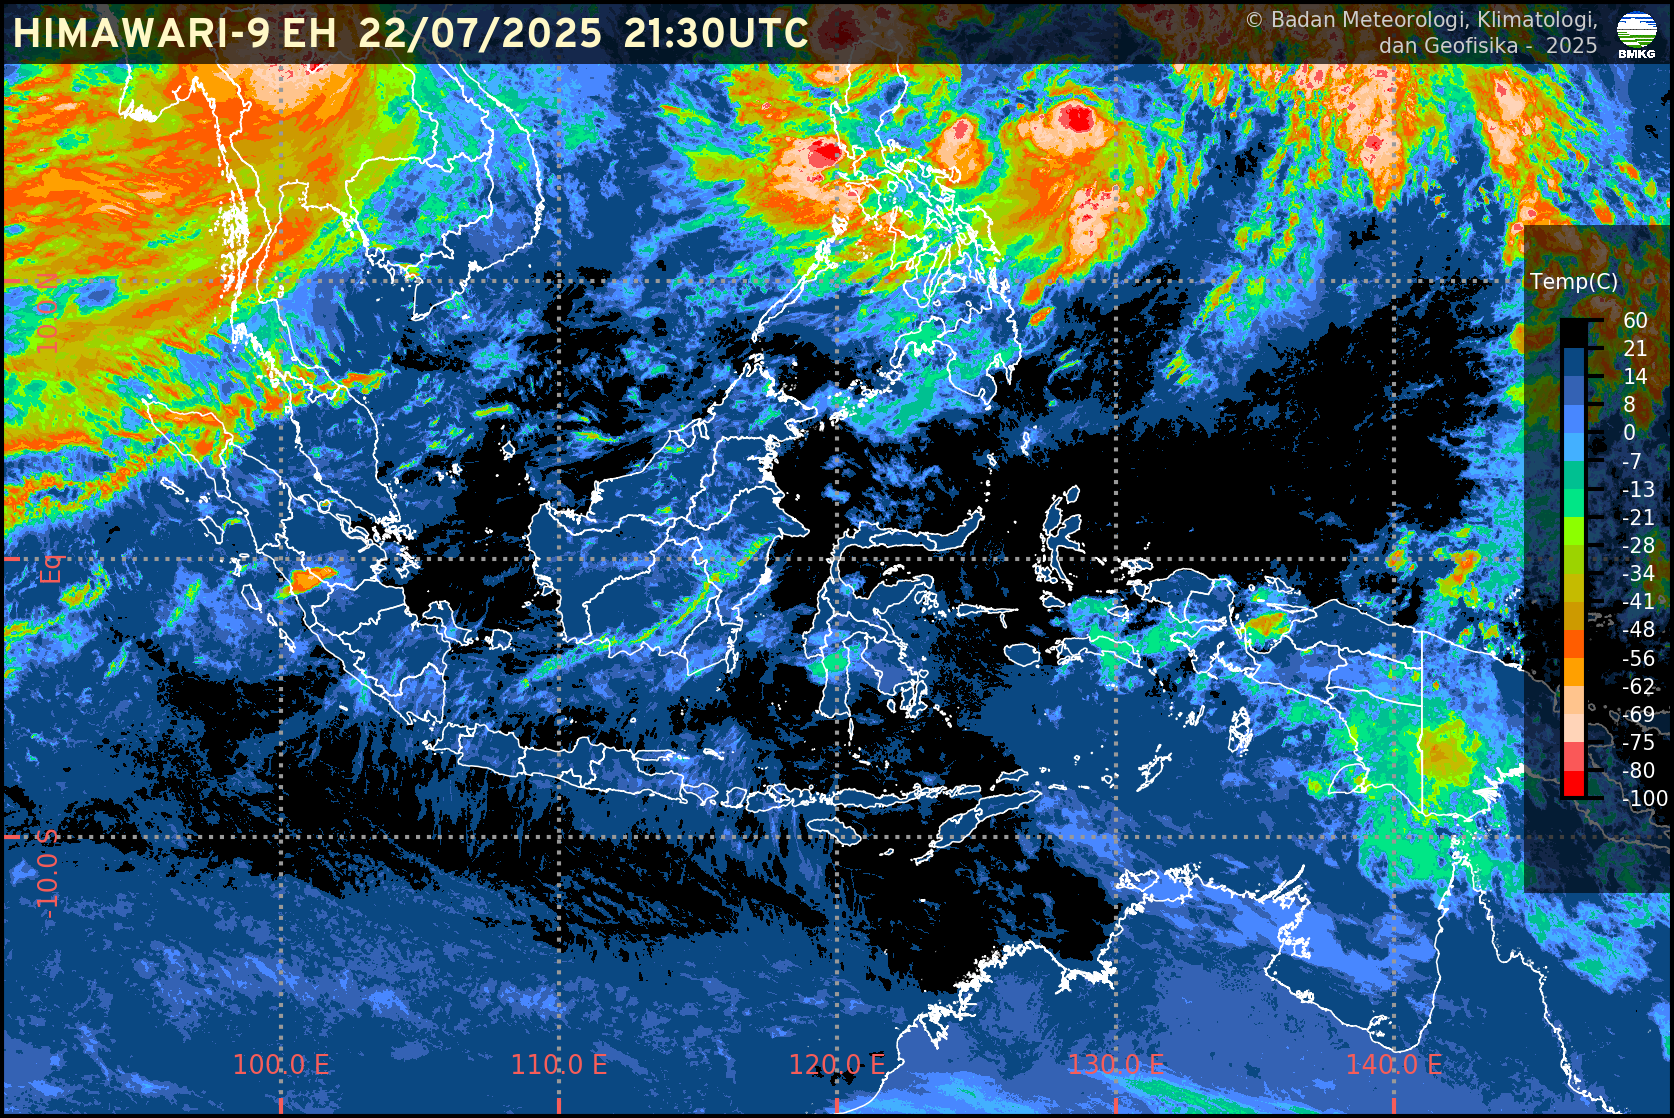 HIMAWARI-9 EH 22/07/2025 21:30UTC
© Badan Meteorologi, Klimatologi,
dan Geofisika - 2025
BMKG
Temp(C)
60
21
14
8
0
-7
-13
-21
-28
-34
-41
-48
-56
-62
-69
-75
-80
-100
10.0 N
Eq
-10.0 S
100.0 E
110.0 E
120.0 E
130.0 E
140.0 E